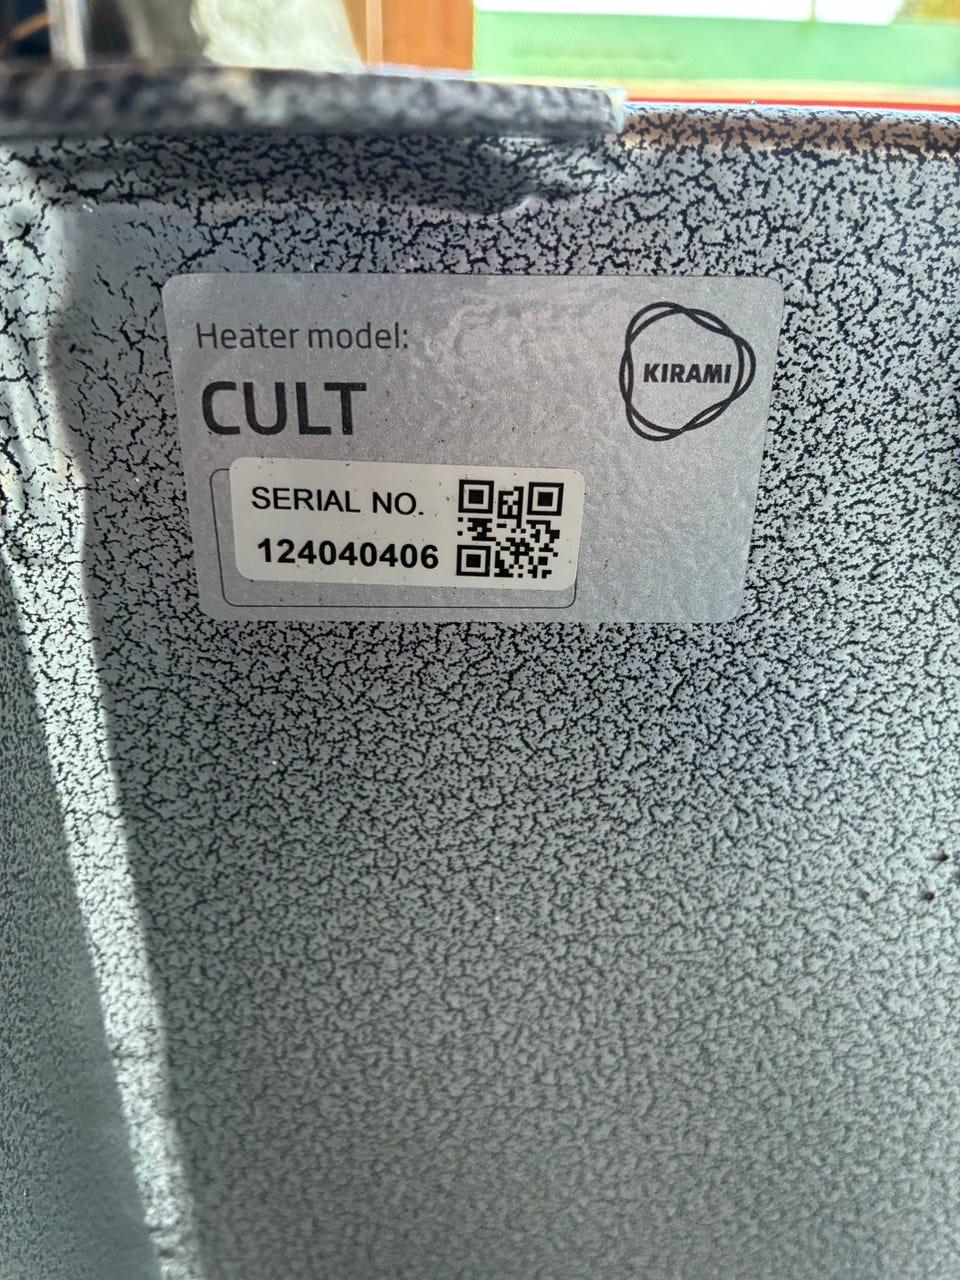 Heater model:
KIRAMI
CULT
SERIAL NO.
124040406